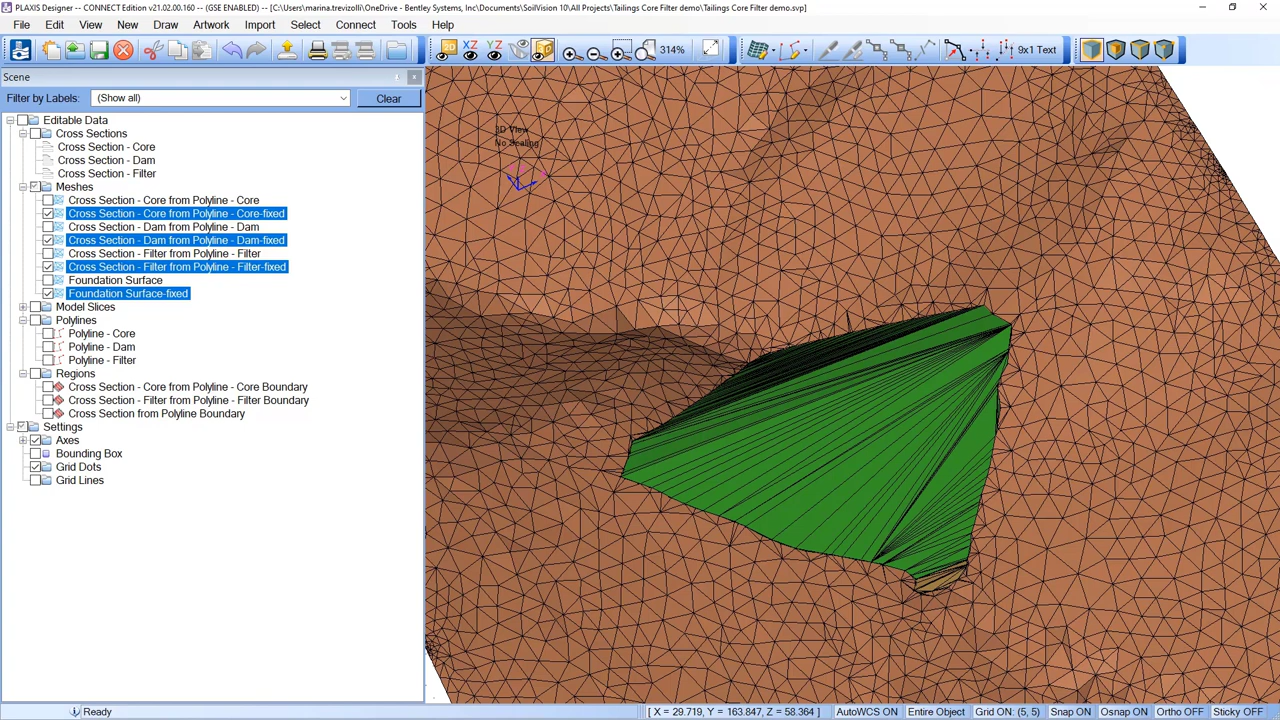 PLAXIS Designer -- CONNECT Edition v21.02.00.160 -- (GSE ENABLED) -- [C:\Users\marina.trevizolli\OneDrive - Bentley Systems, Inc\Documents\SoilVision 10\All Projects\Tailings Core Filter demo\Tailings Core Filter demo.svp]
File Edit View New Draw Artwork Import Select Connect Tools Help
2D XZ YZ 314% 9x1 Text
Scene
Filter by Labels: (Show all) Clear
Editable Data
Cross Sections
Cross Section - Core
Cross Section - Dam
Cross Section - Filter
Meshes
Cross Section - Core from Polyline - Core
Cross Section - Core from Polyline - Core-fixed
Cross Section - Dam from Polyline - Dam
Cross Section - Dam from Polyline - Dam-fixed
Cross Section - Filter from Polyline - Filter
Cross Section - Filter from Polyline - Filter-fixed
Foundation Surface
Foundation Surface-fixed
Model Slices
Polylines
Polyline - Core
Polyline - Dam
Polyline - Filter
Regions
Cross Section - Core from Polyline - Core Boundary
Cross Section - Filter from Polyline - Filter Boundary
Cross Section from Polyline Boundary
Settings
Axes
Bounding Box
Grid Dots
Grid Lines
3D View
No Scaling
Ready [ X = 29.719, Y = 163.847, Z = 58.364 ] AutoWCS ON Entire Object Grid ON: (5, 5) Snap ON Osnap ON Ortho OFF Sticky OFF